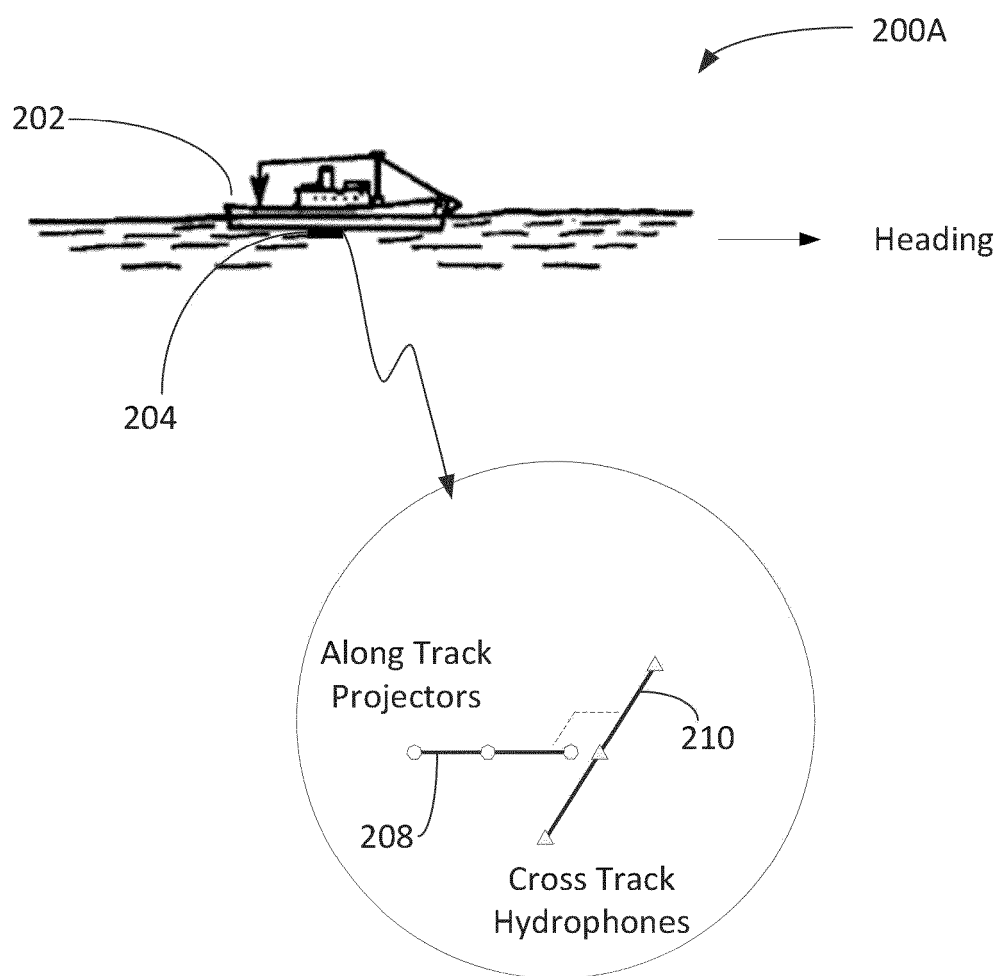 200A
202
Heading
204
Along Track
Projectors
210
208
Cross Track
Hydrophones